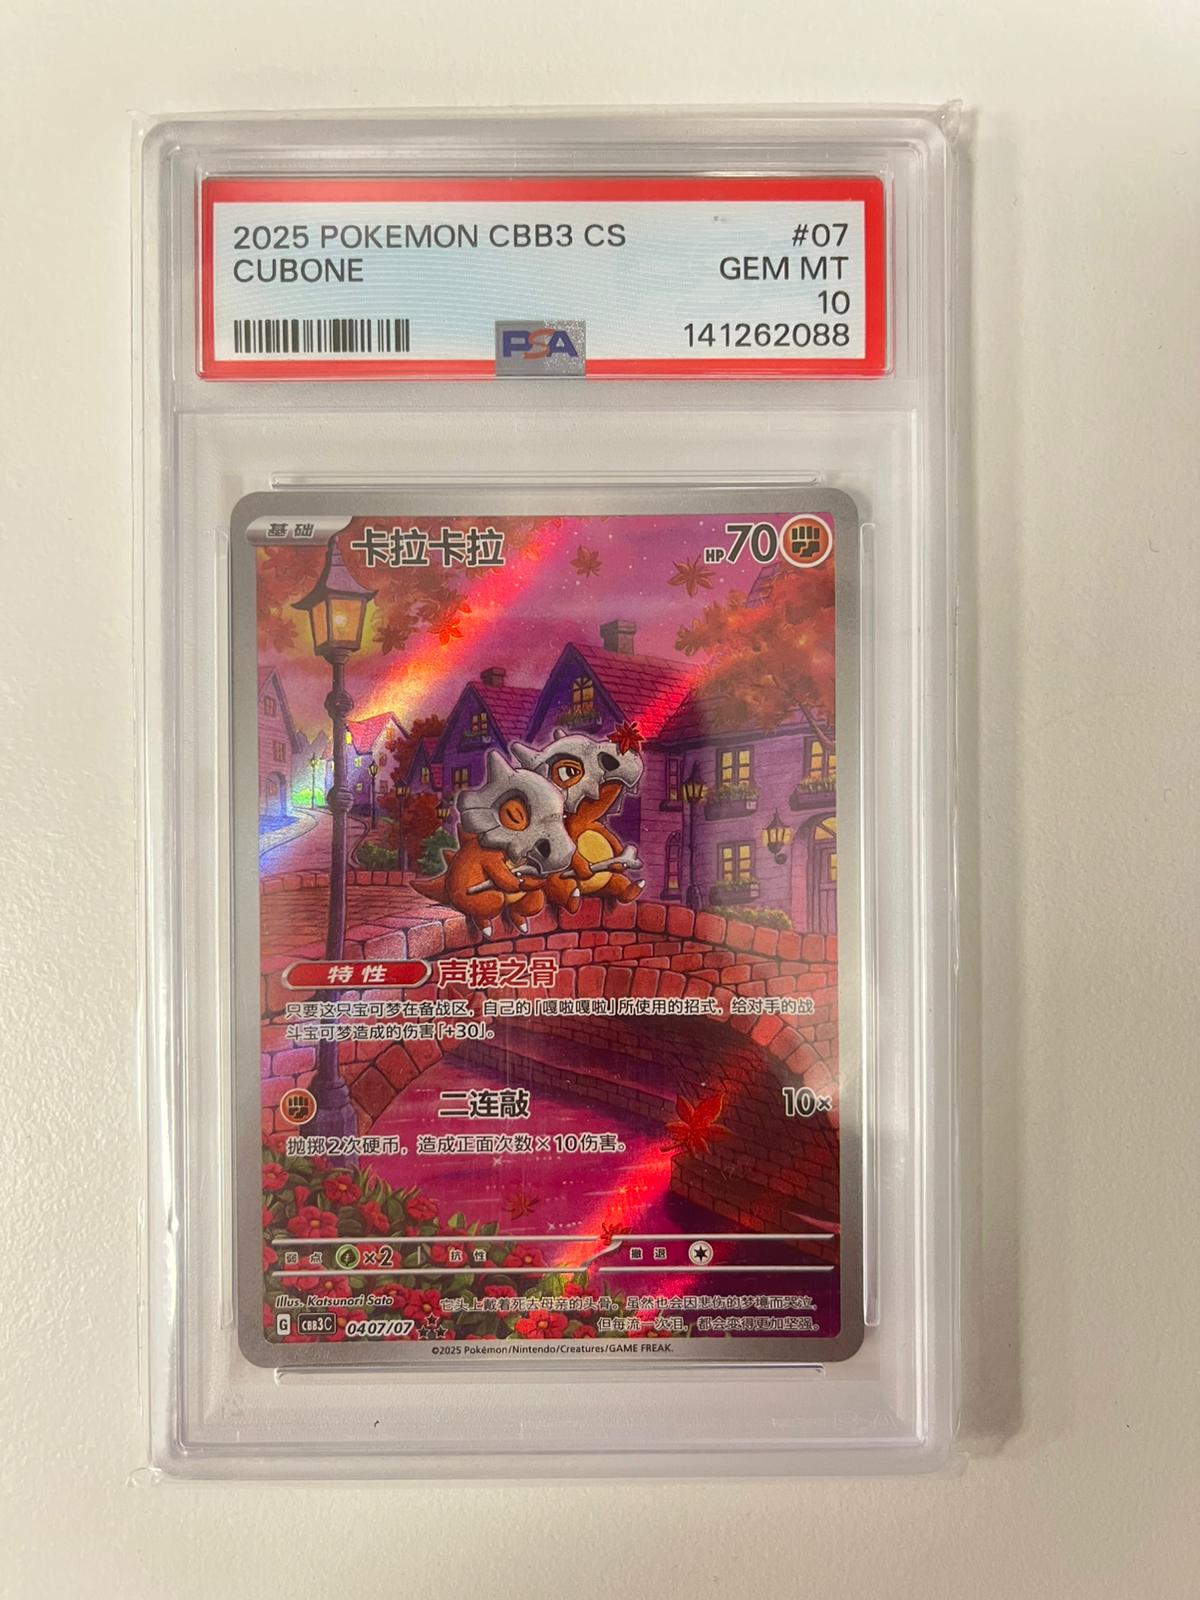 2025 POKEMON CBB3 CS #07
CUBONE GEM MT
10
PSA 141262088
基础 卡拉卡拉 HP 70
特性 声援之骨
只要这只宝可梦在备战区，自己的「嘎啦嘎啦」所使用的招式，给对手的战
斗宝可梦造成的伤害「+30」。
二连敲 10×
抛掷2次硬币，造成正面次数×10伤害。
弱点 ×2 抗性 撤退
Illus. Katsunori Sato
它头上戴着死去母亲的头骨。虽然也会因悲伤的梦境而哭泣，
但每流一次泪，都会变得更加坚强。
G CBB3C 0407/07
©2025 Pokémon/Nintendo/Creatures/GAME FREAK.
PSA